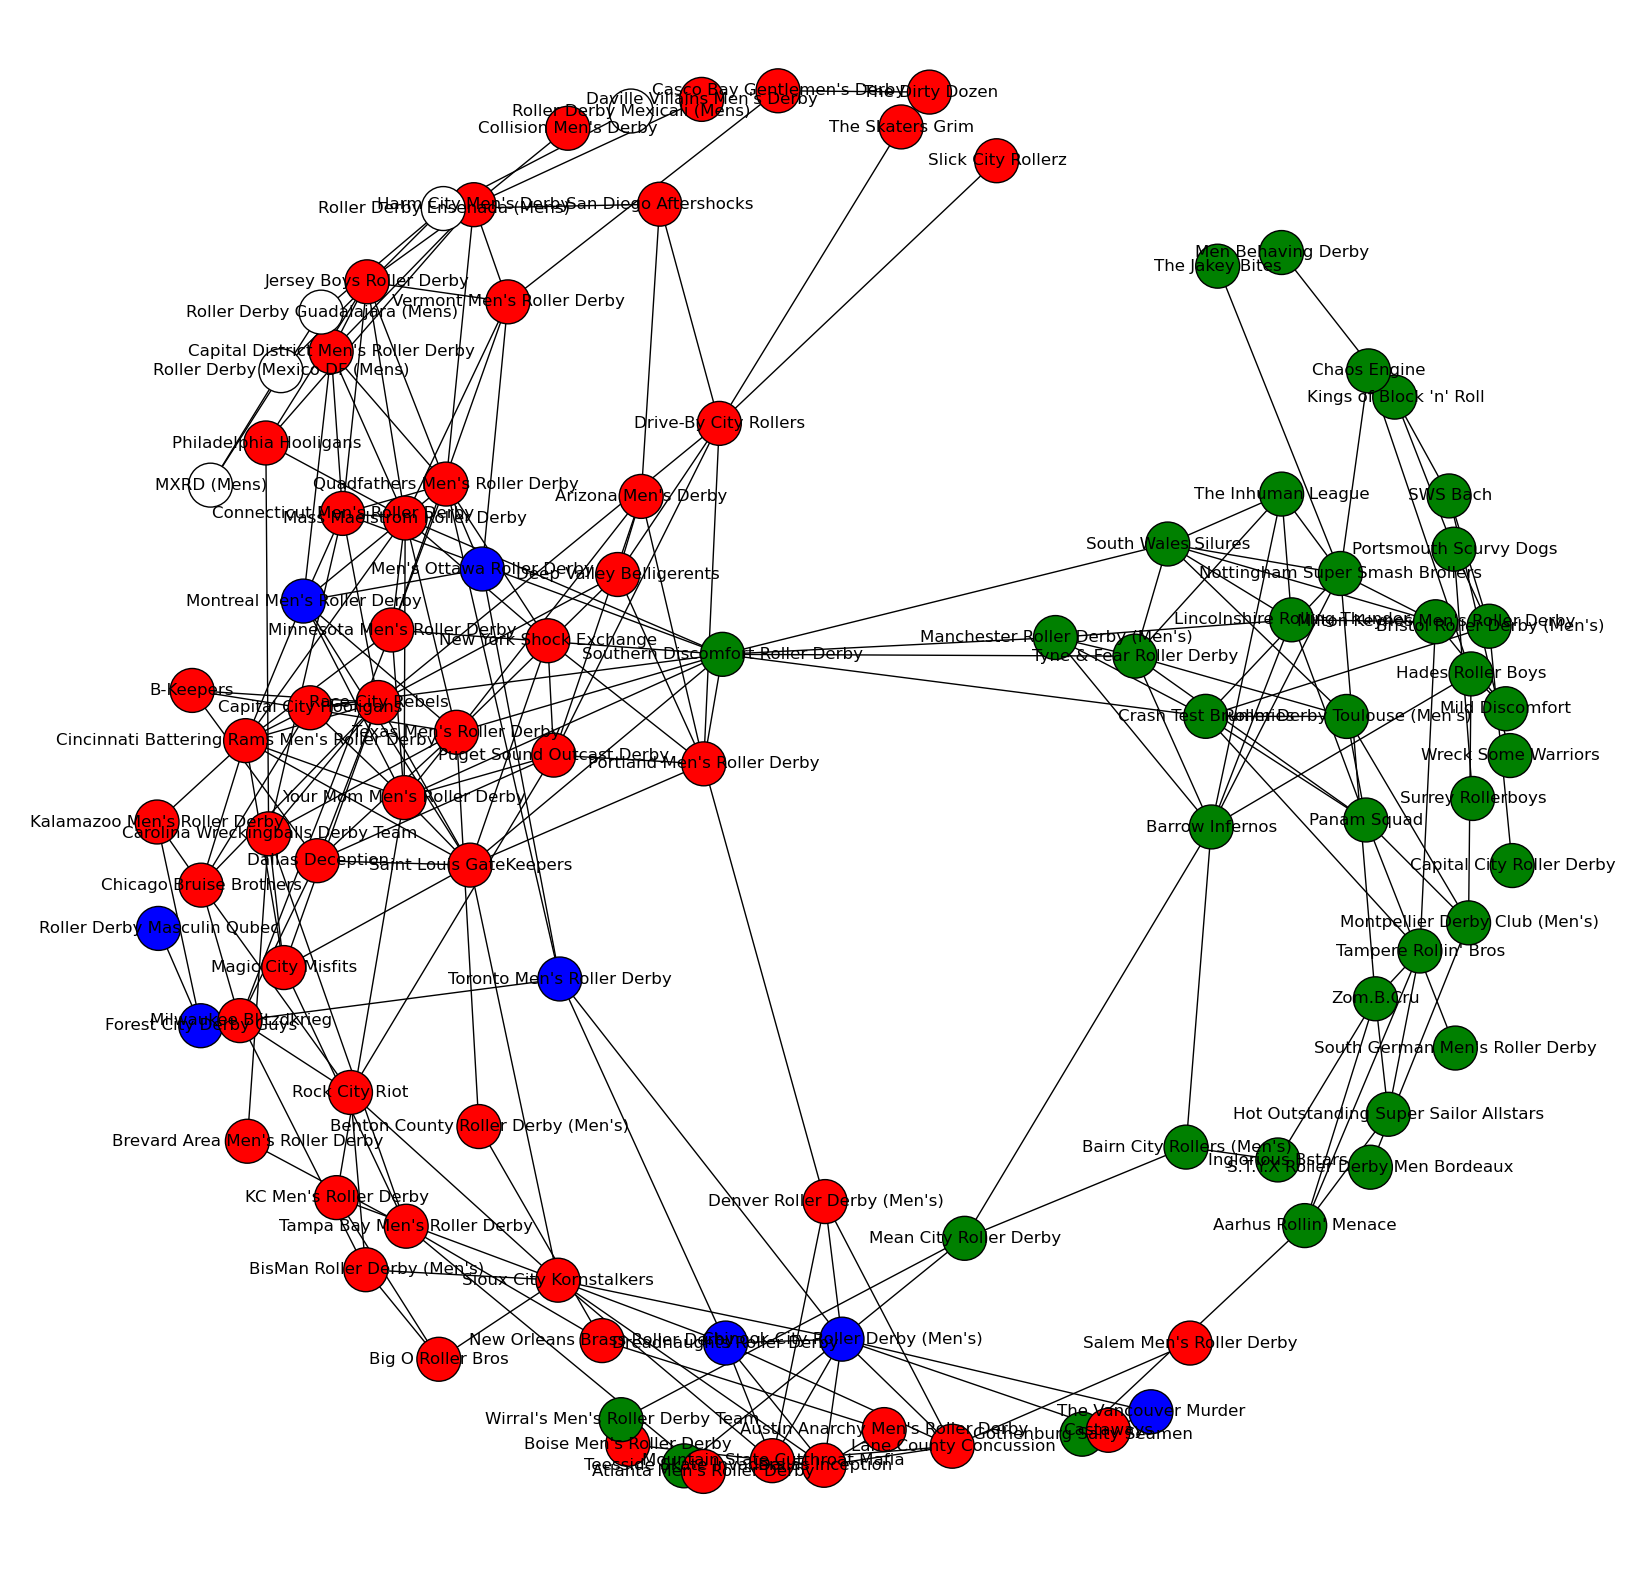 Casco Bay Gentlemen's Derby
The Dirty Dozen
Daville Villains Men's Derby
Roller Derby Mexicali (Mens)
Collision Men's Derby
The Skaters Grim
Slick City Rollerz
Harm City Men's Derby
San Diego Aftershocks
Roller Derby Ensenada (Mens)
Men Behaving Derby
The Jakey Bites
Jersey Boys Roller Derby
Vermont Men's Roller Derby
Roller Derby Guadalajara (Mens)
Capital District Men's Roller Derby
Roller Derby Mexico DF (Mens)
Chaos Engine
Kings of Block 'n' Roll
Drive-By City Rollers
Philadelphia Hooligans
MXRD (Mens)
Quadfathers Men's Roller Derby
Arizona Men's Derby
The Inhuman League
SWS Bach
Connecticut Men's Roller Derby
Mass Maelstrom Roller Derby
South Wales Silures
Portsmouth Scurvy Dogs
Men's Ottawa Roller Derby
Deep Valley Belligerents
Nottingham Super Smash Brollers
Montreal Men's Roller Derby
Lincolnshire Rolling Thunder
Milton Keynes Men's Roller Derby
Bristol Roller Derby (Men's)
Minnesota Men's Roller Derby
New York Shock Exchange
Manchester Roller Derby (Men's)
Southern Discomfort Roller Derby
Tyne & Fear Roller Derby
Hades Roller Boys
B-Keepers
Race City Rebels
Capital City Hooligans
Mild Discomfort
Crash Test Brummies
Roller Derby Toulouse (Men's)
Cincinnati Battering Rams Men's Roller Derby
Texas Men's Roller Derby
Puget Sound Outcast Derby
Portland Men's Roller Derby
Wreck Some Warriors
Your Mom Men's Roller Derby
Surrey Rollerboys
Kalamazoo Men's Roller Derby
Carolina Wreckingballs Derby Team
Barrow Infernos
Panam Squad
Dallas Deception
Saint Louis GateKeepers
Capital City Roller Derby
Chicago Bruise Brothers
Roller Derby Masculin Qubec
Montpellier Derby Club (Men's)
Tampere Rollin' Bros
Magic City Misfits
Toronto Men's Roller Derby
Zom.B.Cru
Milwaukee Blitzdkrieg
Forest City Derby Guys
South German Men's Roller Derby
Rock City Riot
Hot Outstanding Super Sailor Allstars
Benton County Roller Derby (Men's)
Brevard Area Men's Roller Derby
Bairn City Rollers (Men's)
Inglorious Bstars
S.T.Y.X Roller Derby Men Bordeaux
KC Men's Roller Derby
Denver Roller Derby (Men's)
Tampa Bay Men's Roller Derby
Aarhus Rollin' Menace
Mean City Roller Derby
BisMan Roller Derby (Men's)
Sioux City Kornstalkers
New Orleans Brass Roller Derby
Dreadnaught Roller Derby
Chinook City Roller Derby (Men's)
Salem Men's Roller Derby
Big O Roller Bros
The Vancouver Murder
Wirral's Men's Roller Derby Team
Austin Anarchy Men's Roller Derby
Castaways
Gothenburg Salty Seamen
Boise Men's Roller Derby
Lane County Concussion
Mountain State Cutthroat Mafia
Atlanta Men's Roller Derby